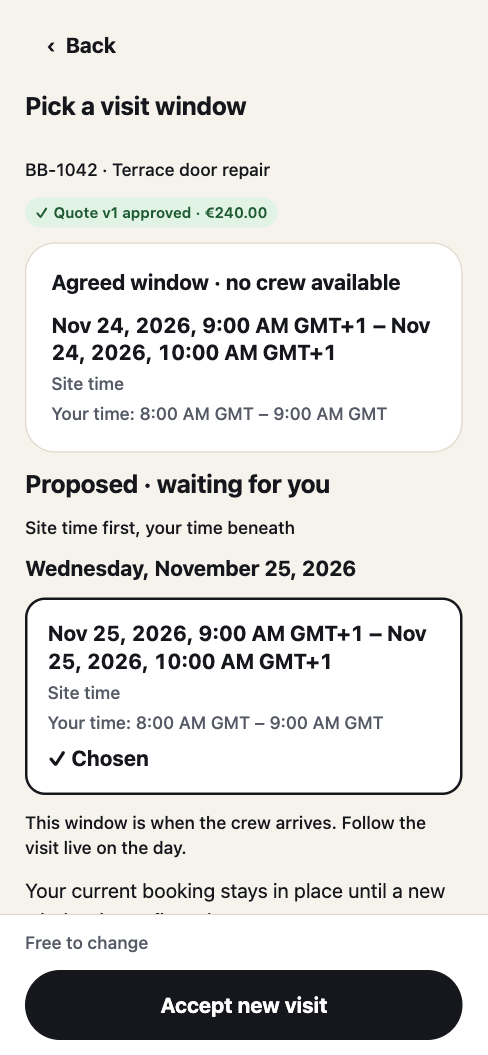 ‹ Back
Pick a visit window
BB-1042 · Terrace door repair
✓ Quote v1 approved · €240.00
Agreed window · no crew available
Nov 24, 2026, 9:00 AM GMT+1 – Nov
24, 2026, 10:00 AM GMT+1
Site time
Your time: 8:00 AM GMT – 9:00 AM GMT
Proposed · waiting for you
Site time first, your time beneath
Wednesday, November 25, 2026
Nov 25, 2026, 9:00 AM GMT+1 – Nov
25, 2026, 10:00 AM GMT+1
Site time
Your time: 8:00 AM GMT – 9:00 AM GMT
✓ Chosen
This window is when the crew arrives. Follow the
visit live on the day.
Your current booking stays in place until a new
Free to change
Accept new visit